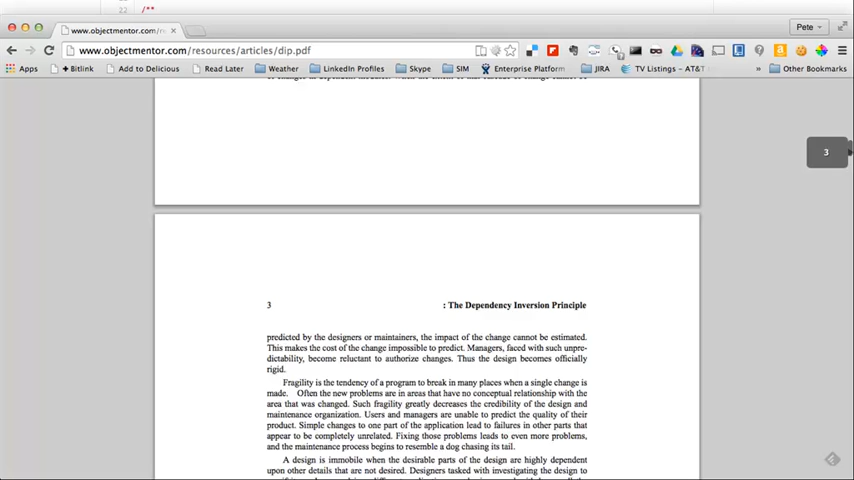 22 /**
www.objectmentor.com/resou
Pete
www.objectmentor.com/resources/articles/dip.pdf
Apps Bitlink Add to Delicious Read Later Weather LinkedIn Profiles Skype SIM Enterprise Platform JIRA TV Listings - AT&T » Other Bookmarks
3
3 : The Dependency Inversion Principle
predicted by the designers or maintainers, the impact of the change cannot be estimated.
This makes the cost of the change impossible to predict. Managers, faced with such unpre-
dictability, become reluctant to authorize changes. Thus the design becomes officially
rigid.
Fragility is the tendency of a program to break in many places when a single change is
made. Often the new problems are in areas that have no conceptual relationship with the
area that was changed. Such fragility greatly decreases the credibility of the design and
maintenance organization. Users and managers are unable to predict the quality of their
product. Simple changes to one part of the application lead to failures in other parts that
appear to be completely unrelated. Fixing those problems leads to even more problems,
and the maintenance process begins to resemble a dog chasing its tail.
A design is immobile when the desirable parts of the design are highly dependent
upon other details that are not desired. Designers tasked with investigating the design to